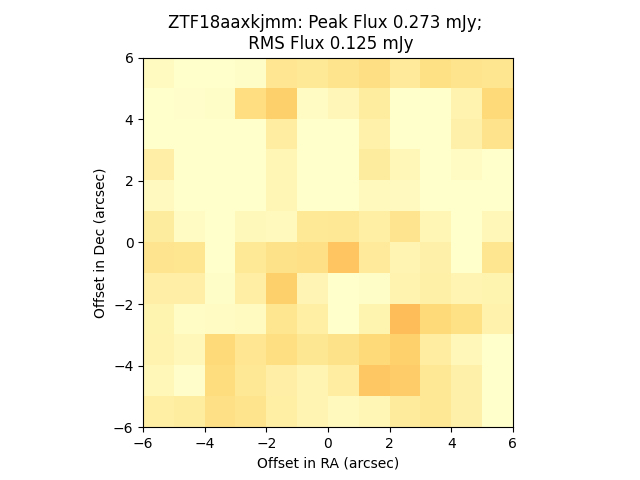 ZTF18aaxkjmm: Peak Flux 0.273 mJy;
RMS Flux 0.125 mJy
6
4
2
0
−2
−4
−6
Offset in Dec (arcsec)
−6 −4 −2 0 2 4 6
Offset in RA (arcsec)